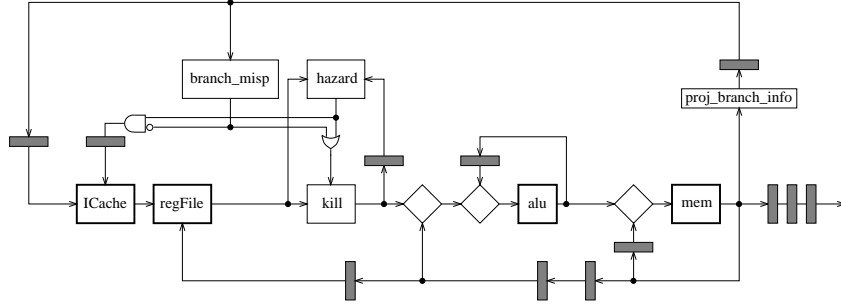 branch_misp
hazard
proj_branch_info
ICache
regFile
kill
alu
mem